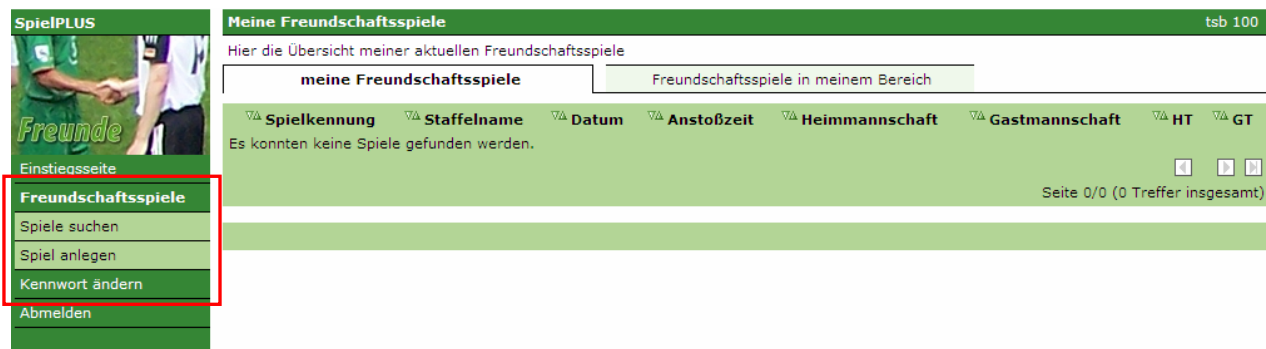 SpielPLUS
Freunde
Einstiegsseite
Freundschaftsspiele
Spiele suchen
Spiel anlegen
Kennwort ändern
Abmelden
Meine Freundschaftsspiele tsb 100
Hier die Übersicht meiner aktuellen Freundschaftsspiele
meine Freundschaftsspiele Freundschaftsspiele in meinem Bereich
Spielkennung Staffelname Datum Anstoßzeit Heimmannschaft Gastmannschaft HT GT
Es konnten keine Spiele gefunden werden.
Seite 0/0 (0 Treffer insgesamt)